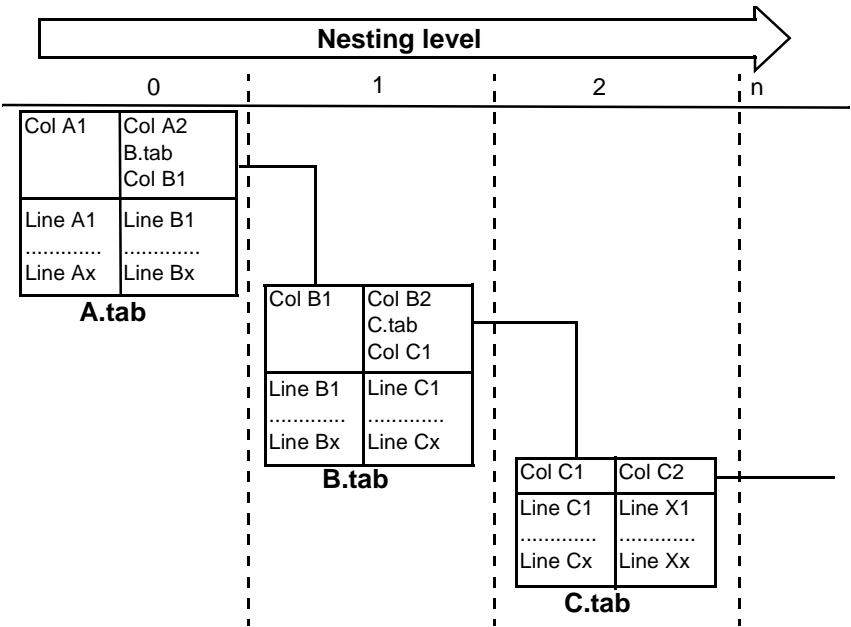 Nesting level
0 1 2 n
Col A1 Col A2
B.tab
Col B1
Line A1 Line B1
............. .............
Line Ax Line Bx
A.tab
Col B1 Col B2
C.tab
Col C1
Line B1 Line C1
............. .............
Line Bx Line Cx
B.tab
Col C1 Col C2
Line C1 Line X1
............. .............
Line Cx Line Xx
C.tab